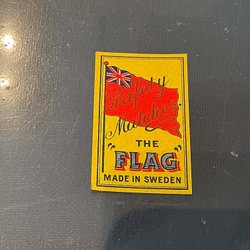 Safety
Matches
THE
"FLAG"
MADE IN SWEDEN